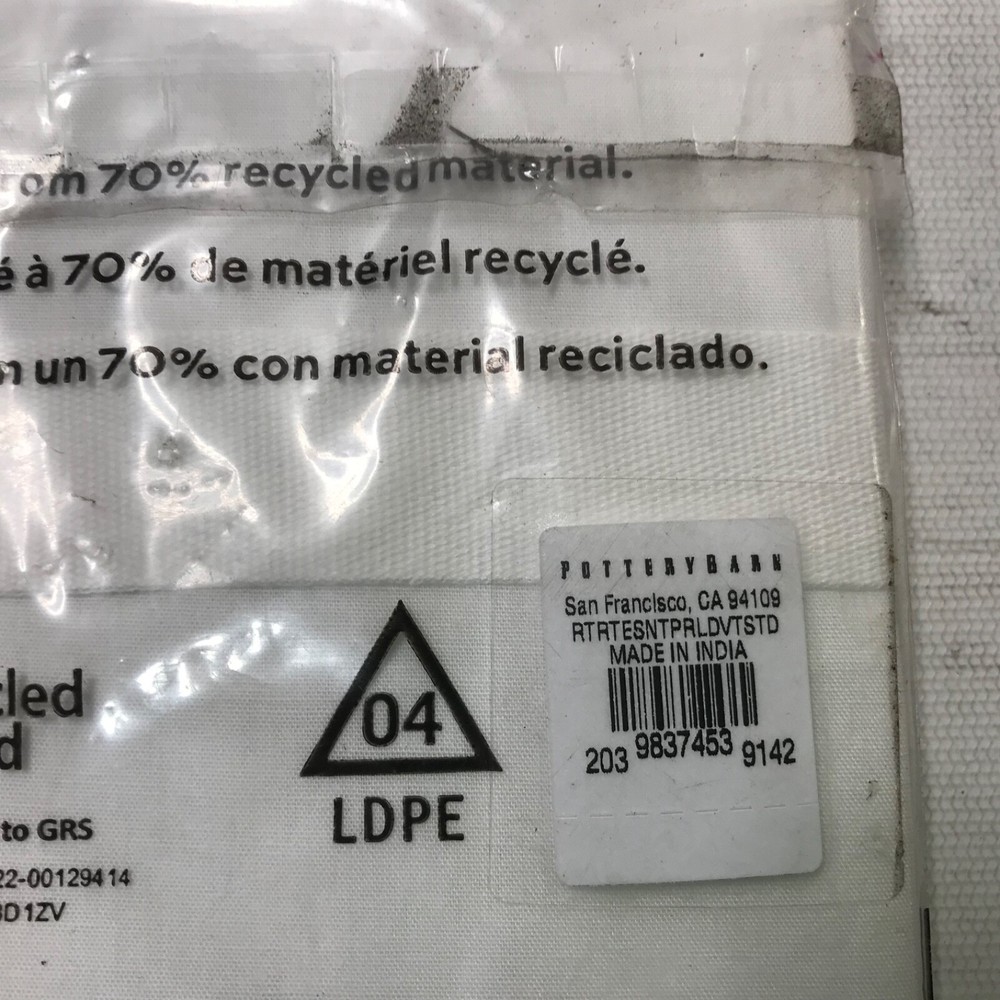 om 70% recycled material.
é à 70% de matériel recyclé.
n un 70% con material reciclado.
cled
d
to GRS
22-00129414
3D1ZV
04
LDPE
POTTERYBARN
San Francisco, CA 94109
RTRTESNTPRLDVTSTD
MADE IN INDIA
203 9837453 9142